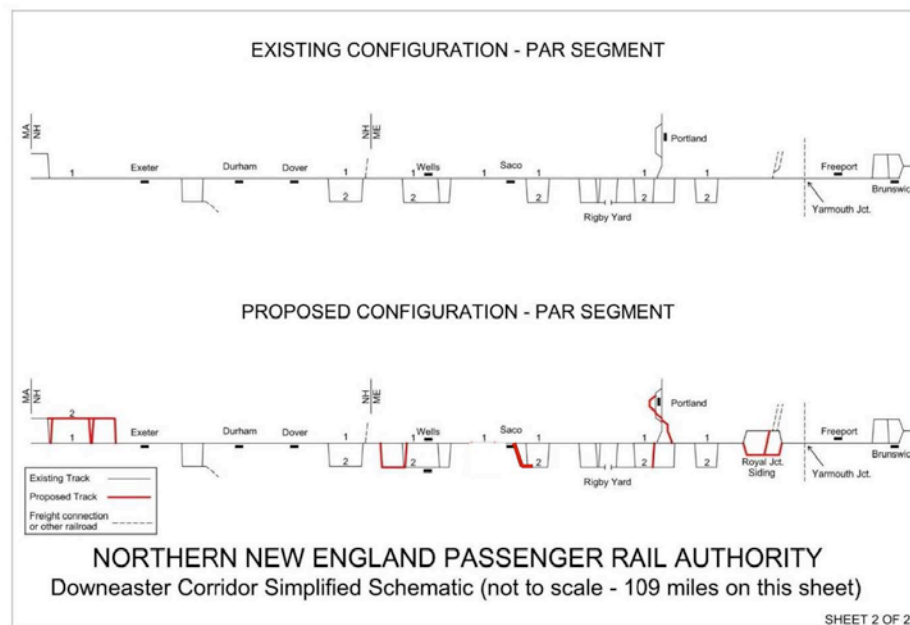 EXISTING CONFIGURATION - PAR SEGMENT
MA
NH
NH
ME
Portland
Exeter
Durham
Dover
Wells
Saco
Freeport
1
1
1
1
1
1
1
2
2
2
2
2
Brunswic
Rigby Yard
Yarmouth Jct.
PROPOSED CONFIGURATION - PAR SEGMENT
MA
NH
NH
ME
Portland
2
Exeter
Durham
Dover
Wells
Saco
Freeport
1
1
1
1
1
1
1
2
2
2
2
Brunswic
Royal Jct.
Siding
Rigby Yard
Yarmouth Jct.
Existing Track
Proposed Track
Freight connection
or other railroad
NORTHERN NEW ENGLAND PASSENGER RAIL AUTHORITY
Downeaster Corridor Simplified Schematic (not to scale - 109 miles on this sheet)
SHEET 2 OF 2